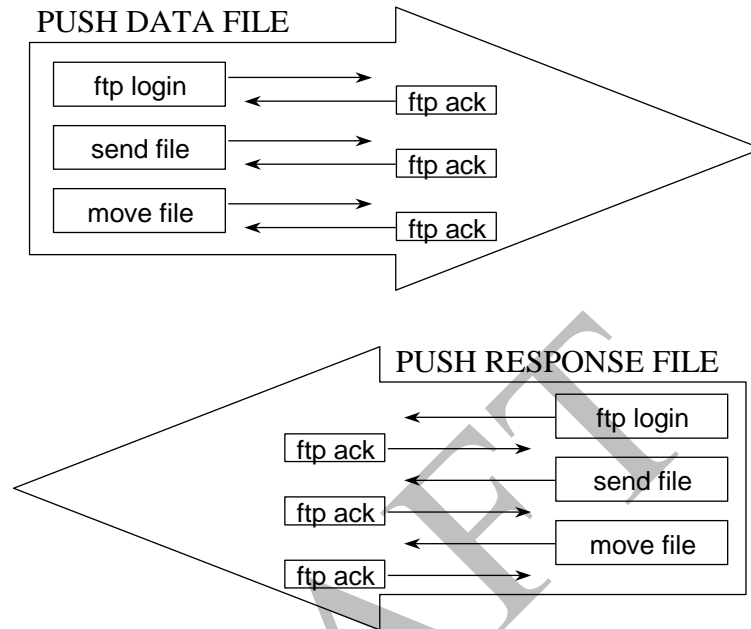 PUSH DATA FILE
ftp login
ftp ack
send file
ftp ack
move file
ftp ack
PUSH RESPONSE FILE
ftp login
ftp ack
send file
ftp ack
move file
ftp ack
AFT